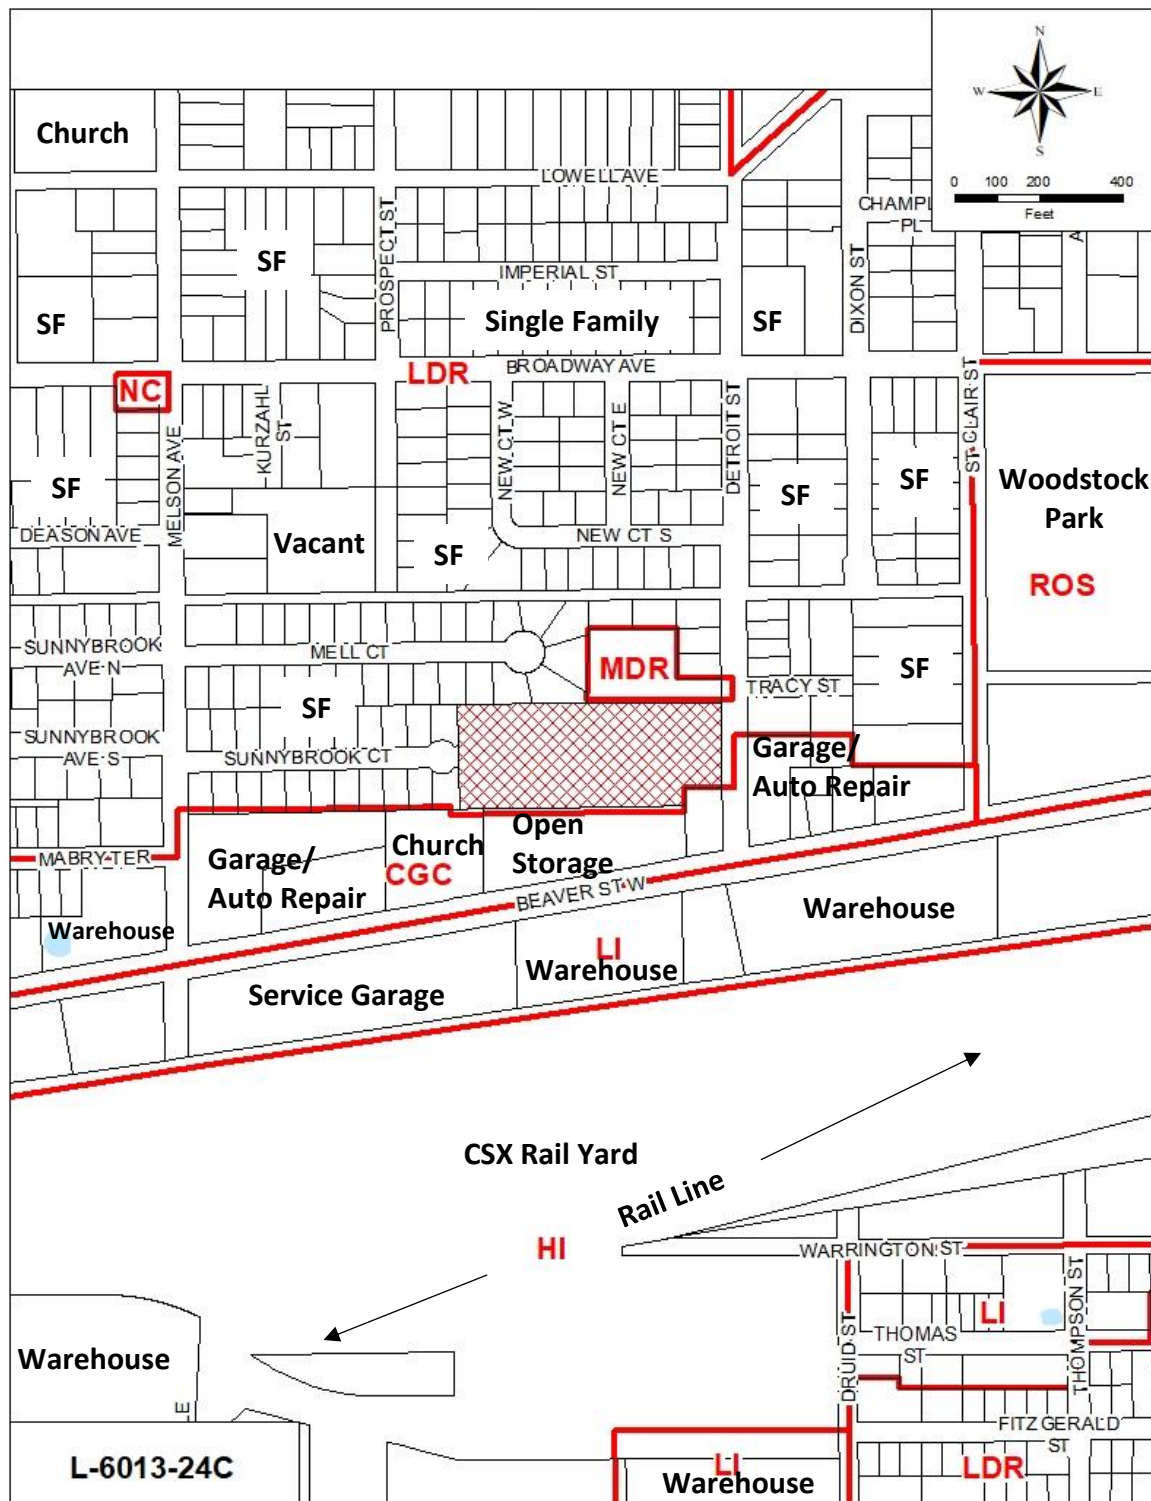 N
W
E
S
0 100 200 400
Feet
Church
LOWELL AVE
CHAMPL
PL
A
PROSPECT ST
SF
IMPERIAL ST
DIXON ST
SF
Single Family
SF
BROADWAY AVE
LDR
NC
KURZAHL
ST
NEW CT W
NEW CT E
DETROIT ST
ST CLAIR ST
MELSON AVE
SF
SF
SF
Woodstock
Park
DEASON AVE
Vacant
SF
NEW CT S
ROS
SUNNYBROOK
AVE N
MELL CT
MDR
TRACY ST
SF
SF
SUNNYBROOK
AVE S
SUNNYBROOK CT
Garage/
Auto Repair
MABRY TER
Garage/
Auto Repair
Church
CGC
Open
Storage
BEAVER ST W
Warehouse
Warehouse
LI
Warehouse
Service Garage
CSX Rail Yard
Rail Line
HI
WARRINGTON ST
LI
THOMAS
ST
THOMPSON ST
DRUID ST
Warehouse
E
FITZGERALD
ST
L-6013-24C
LI
Warehouse
LDR